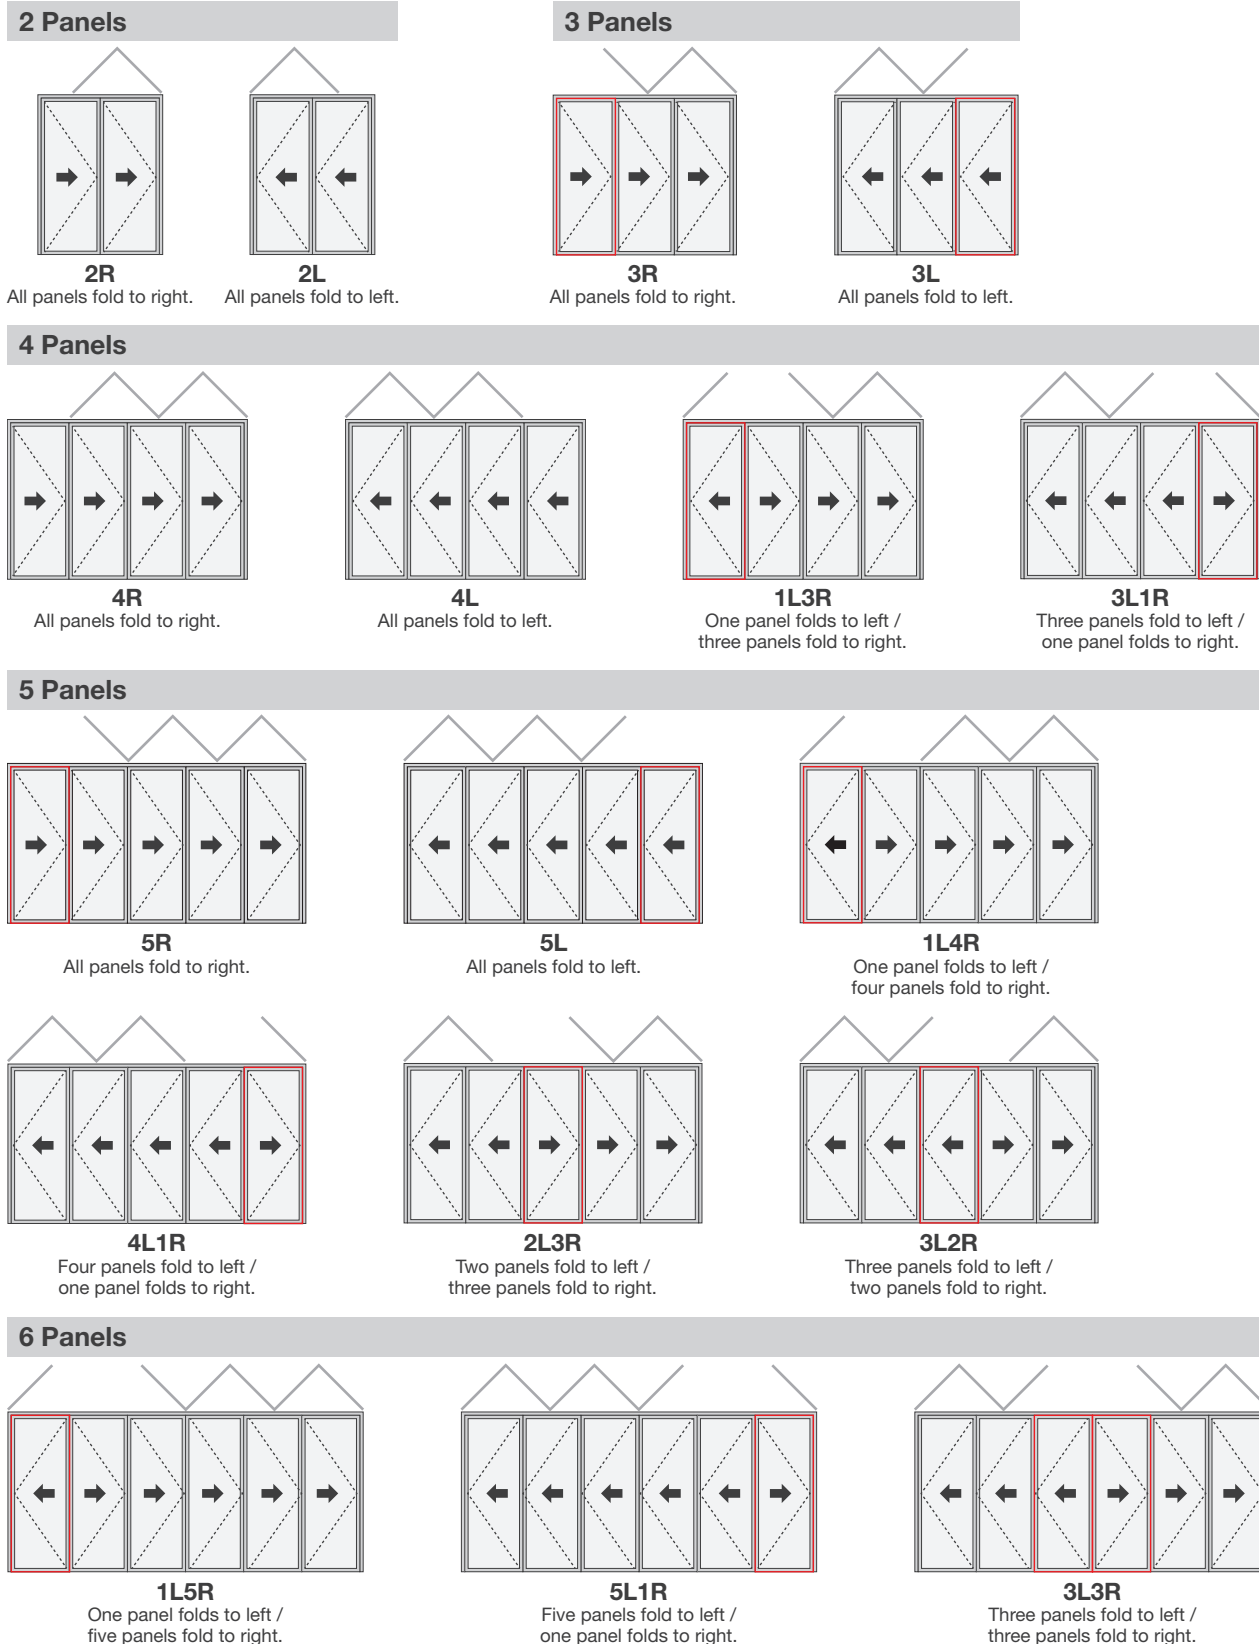 2 Panels
3 Panels
2R
All panels fold to right.
2L
All panels fold to left.
3R
All panels fold to right.
3L
All panels fold to left.
4 Panels
4R
All panels fold to right.
4L
All panels fold to left.
1L3R
One panel folds to left /
three panels fold to right.
3L1R
Three panels fold to left /
one panel folds to right.
5 Panels
5R
All panels fold to right.
5L
All panels fold to left.
1L4R
One panel folds to left /
four panels fold to right.
4L1R
Four panels fold to left /
one panel folds to right.
2L3R
Two panels fold to left /
three panels fold to right.
3L2R
Three panels fold to left /
two panels fold to right.
6 Panels
1L5R
One panel folds to left /
five panels fold to right.
5L1R
Five panels fold to left /
one panel folds to right.
3L3R
Three panels fold to left /
three panels fold to right.